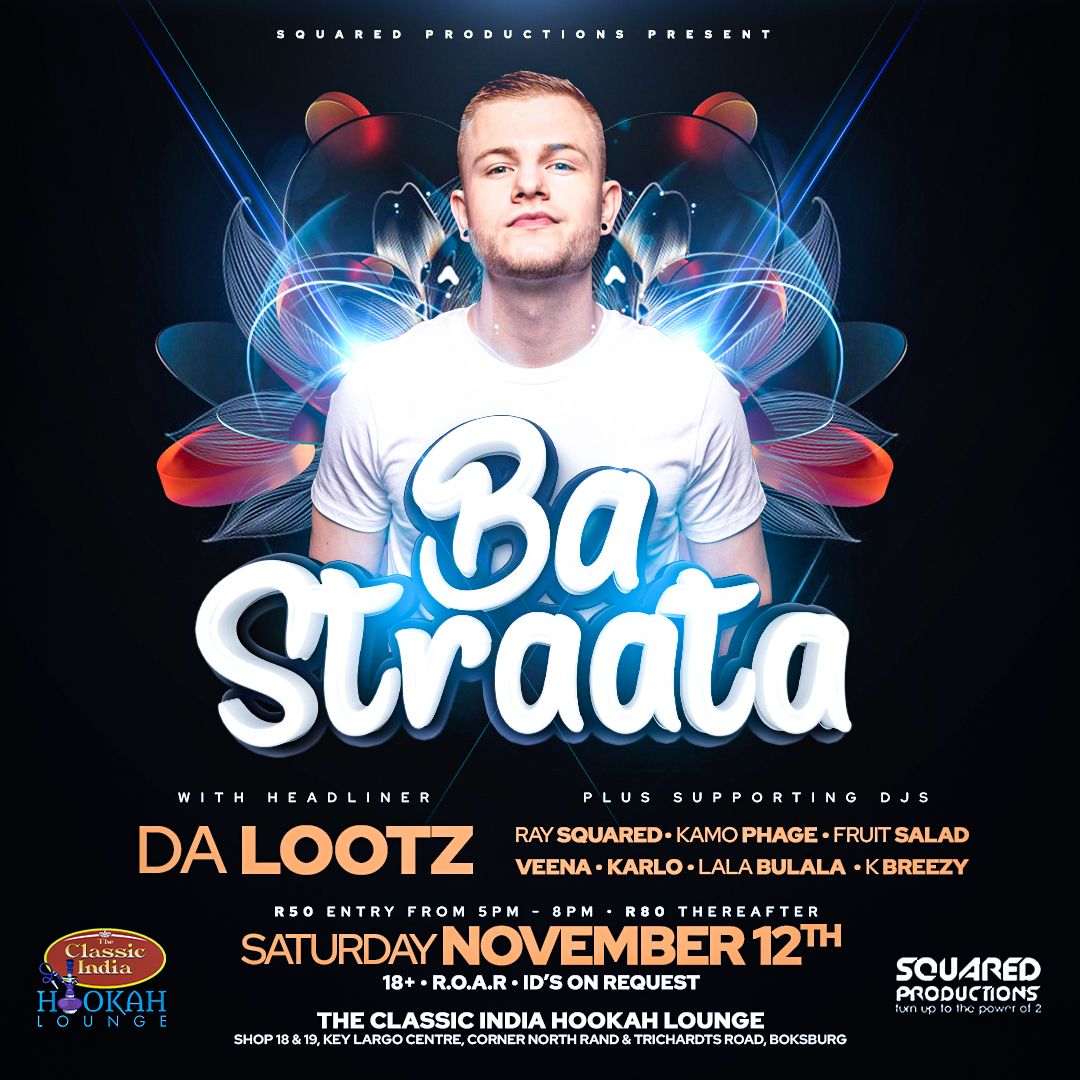 SQUARED PRODUCTIONS PRESENT
Ba
Straata
WITH HEADLINER
DA LOOTZ
PLUS SUPPORTING DJS
RAY SQUARED • KAMO PHAGE • FRUIT SALAD
VEENA • KARLO • LALA BULALA • K BREEZY
R50 ENTRY FROM 5PM - 8PM • R80 THEREAFTER
SATURDAY NOVEMBER 12TH
18+ • R.O.A.R • ID'S ON REQUEST
THE CLASSIC INDIA HOOKAH LOUNGE
SHOP 18 & 19, KEY LARGO CENTRE, CORNER NORTH RAND & TRICHARDTS ROAD, BOKSBURG
The
Classic
India
HOOKAH
LOUNGE
SQUARED
PRODUCTIONS
turn up to the power of 2